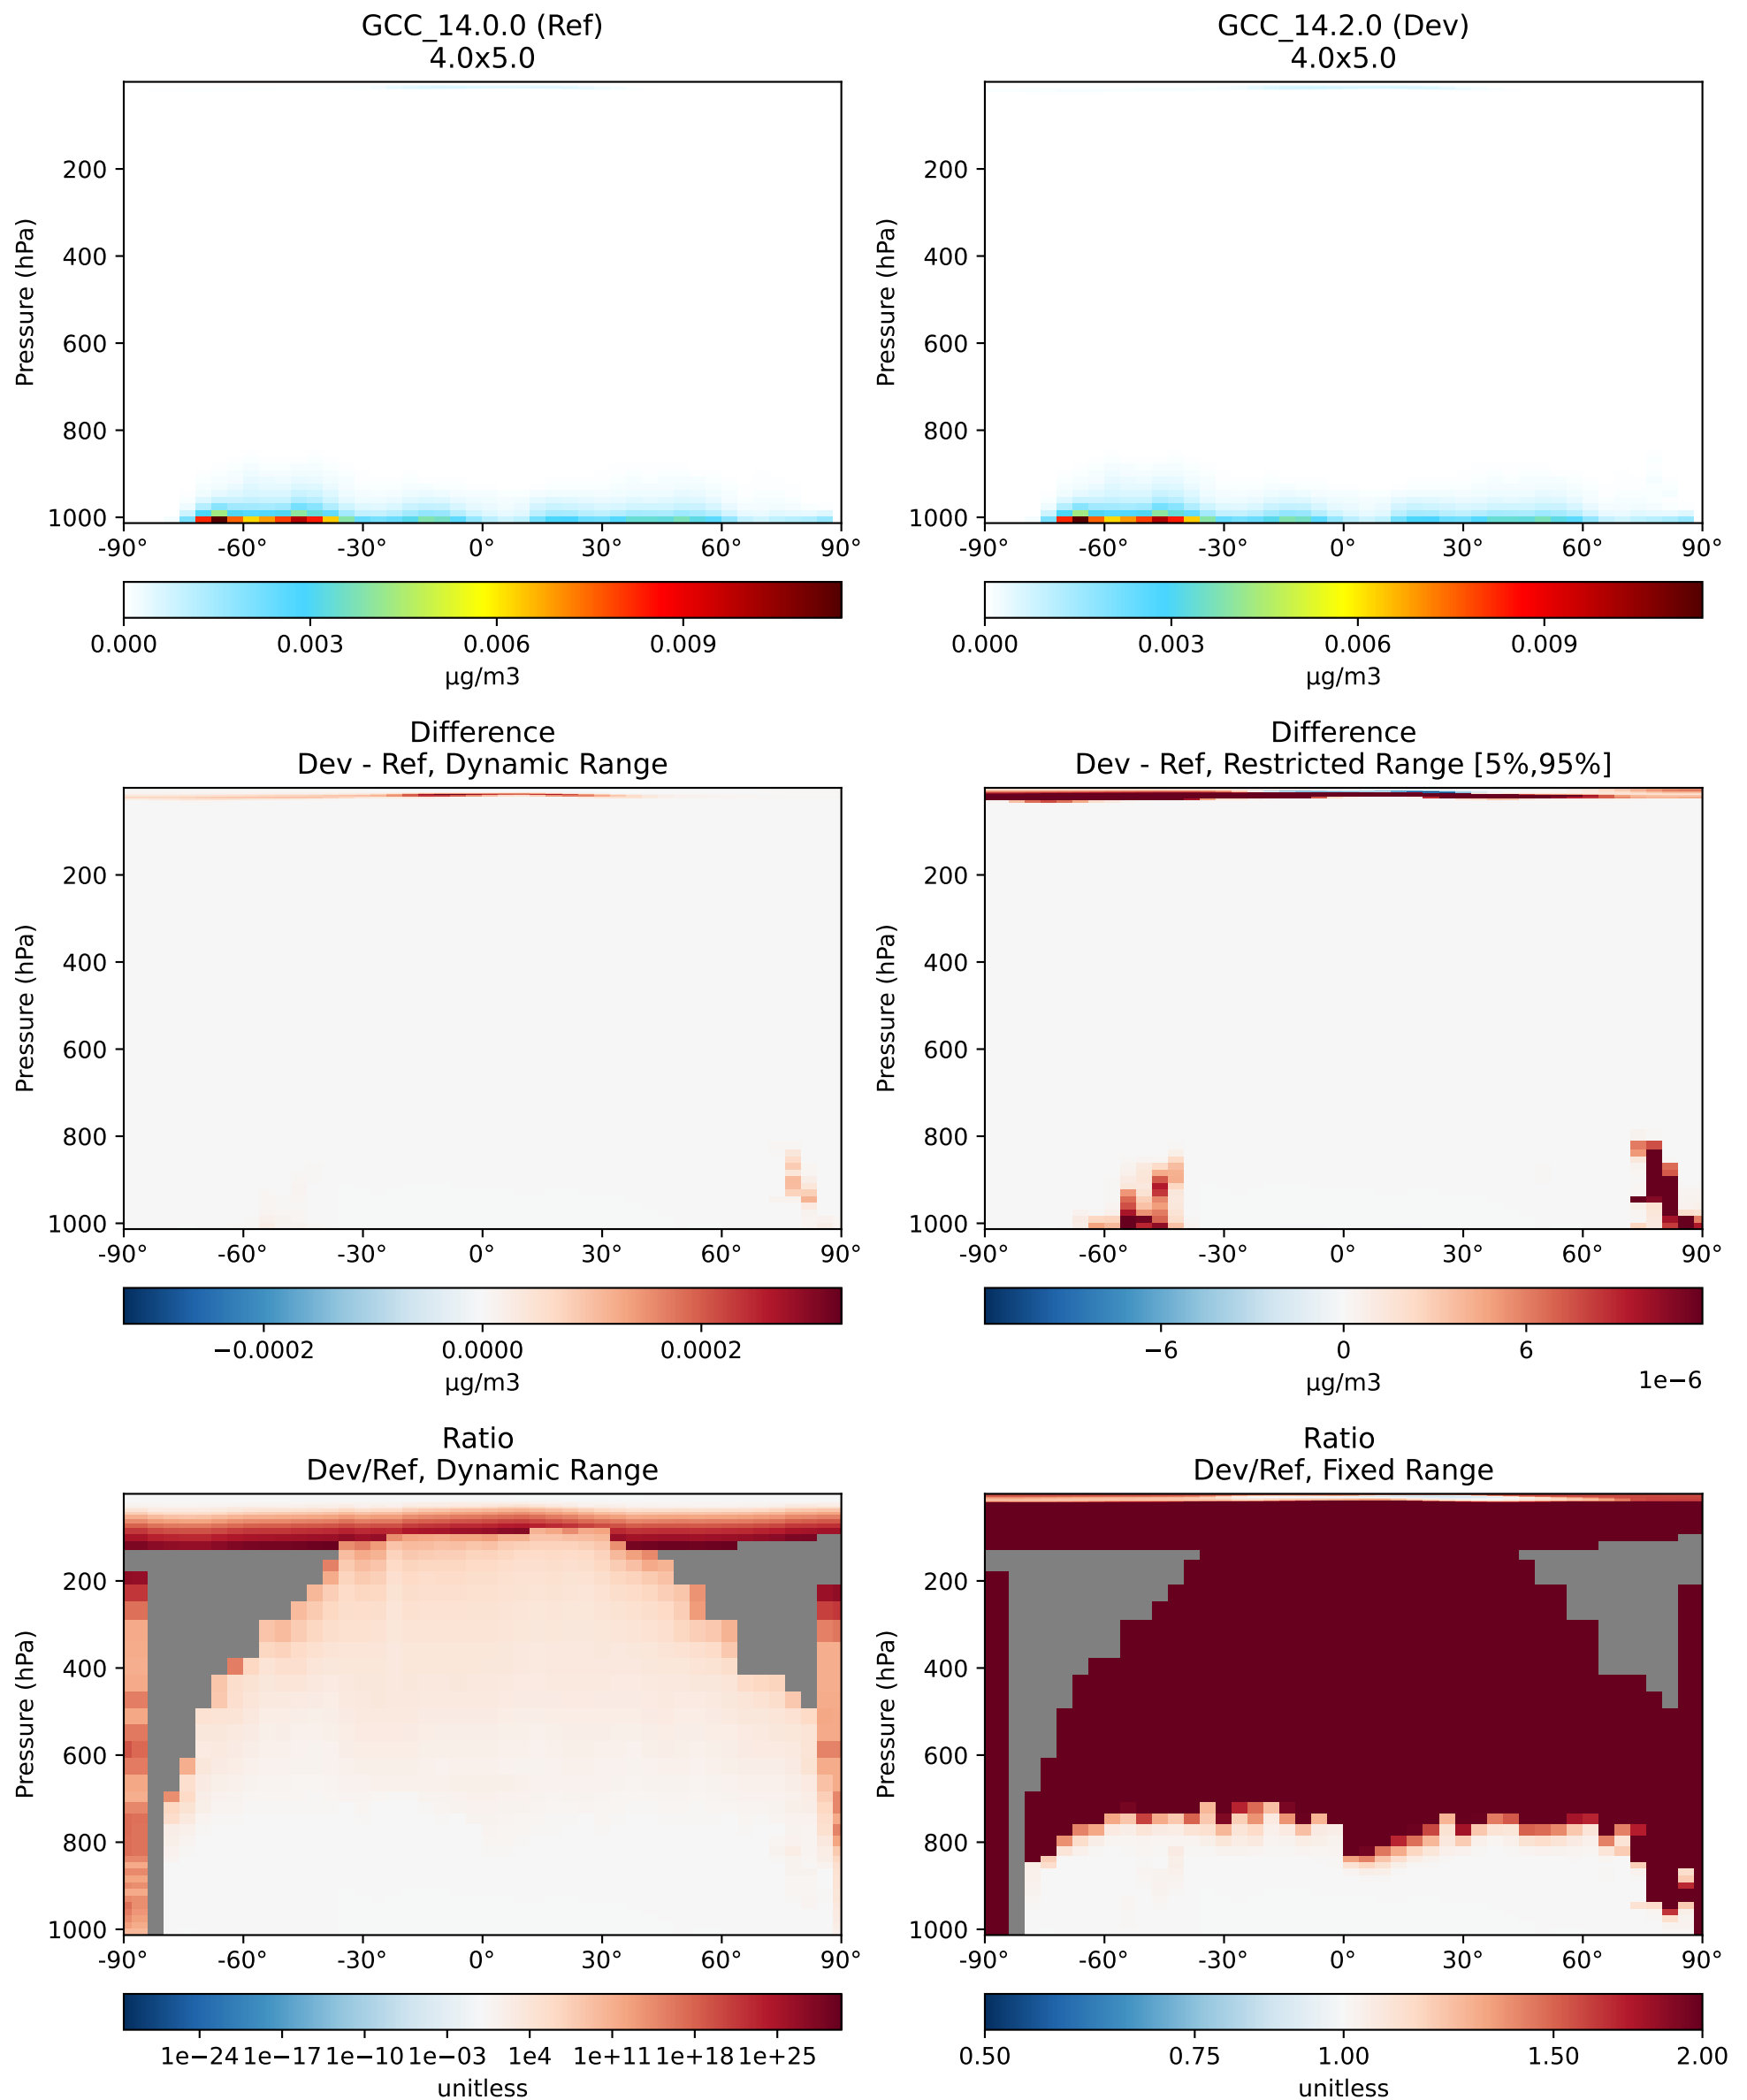 GCC_14.0.0 (Ref)
4.0x5.0
Pressure (hPa)
200
400
600
800
1000
-90° -60° -30° 0° 30° 60° 90°
0.000 0.003 0.006 0.009
µg/m3
GCC_14.2.0 (Dev)
4.0x5.0
Pressure (hPa)
200
400
600
800
1000
-90° -60° -30° 0° 30° 60° 90°
0.000 0.003 0.006 0.009
µg/m3
Difference
Dev - Ref, Dynamic Range
Pressure (hPa)
200
400
600
800
1000
-90° -60° -30° 0° 30° 60° 90°
−0.0002 0.0000 0.0002
µg/m3
Difference
Dev - Ref, Restricted Range [5%,95%]
Pressure (hPa)
200
400
600
800
1000
-90° -60° -30° 0° 30° 60° 90°
−6 0 6
µg/m3
1e−6
Ratio
Dev/Ref, Dynamic Range
Pressure (hPa)
200
400
600
800
1000
-90° -60° -30° 0° 30° 60° 90°
1e−24 1e−17 1e−10 1e−03 1e4 1e+11 1e+18 1e+25
unitless
Ratio
Dev/Ref, Fixed Range
Pressure (hPa)
200
400
600
800
1000
-90° -60° -30° 0° 30° 60° 90°
0.50 0.75 1.00 1.50 2.00
unitless